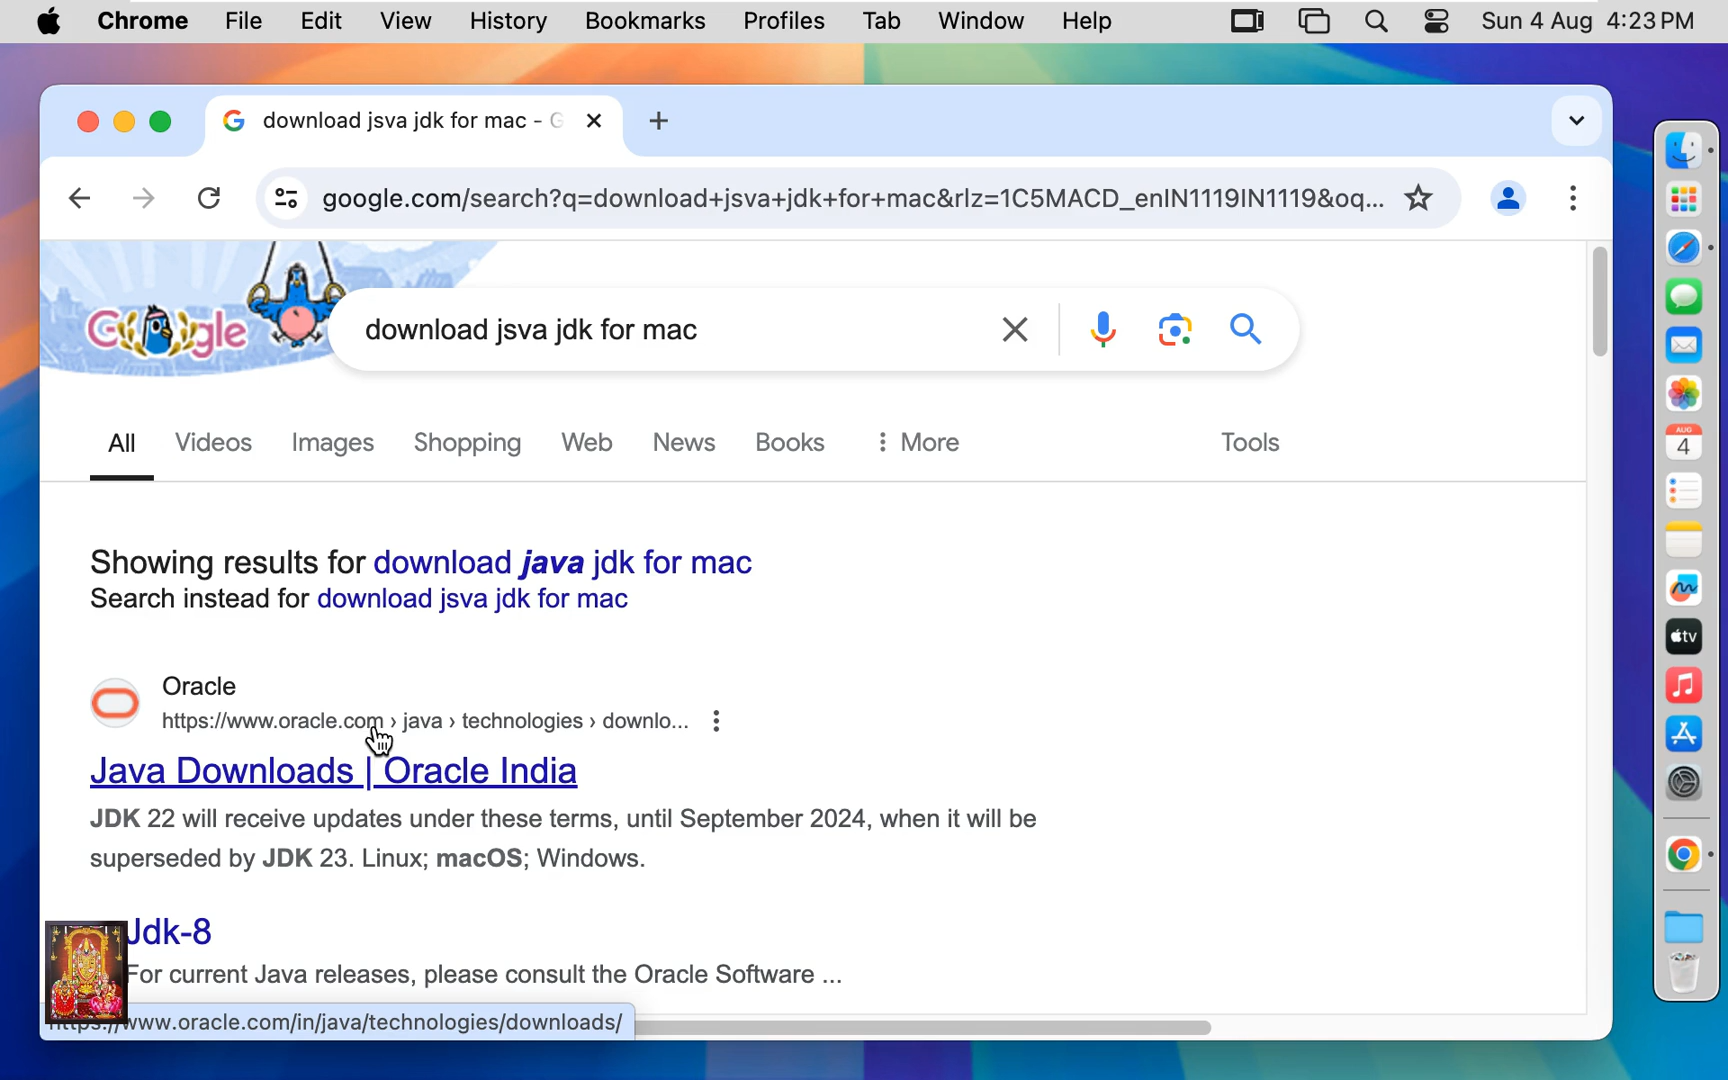 Chrome File Edit View History Bookmarks Profiles Tab Window Help Sun 4 Aug 4:23 PM
download jsva jdk for mac - G
google.com/search?q=download+jsva+jdk+for+mac&rlz=1C5MACD_enIN1119IN1119&oq...
Google
download jsva jdk for mac
All Videos Images Shopping Web News Books More Tools
Showing results for download java jdk for mac
Search instead for download jsva jdk for mac
Oracle
https://www.oracle.com › java › technologies › downlo...
Java Downloads | Oracle India
JDK 22 will receive updates under these terms, until September 2024, when it will be
superseded by JDK 23. Linux; macOS; Windows.
Jdk-8
For current Java releases, please consult the Oracle Software ...
https://www.oracle.com/in/java/technologies/downloads/
AUG
4
tv